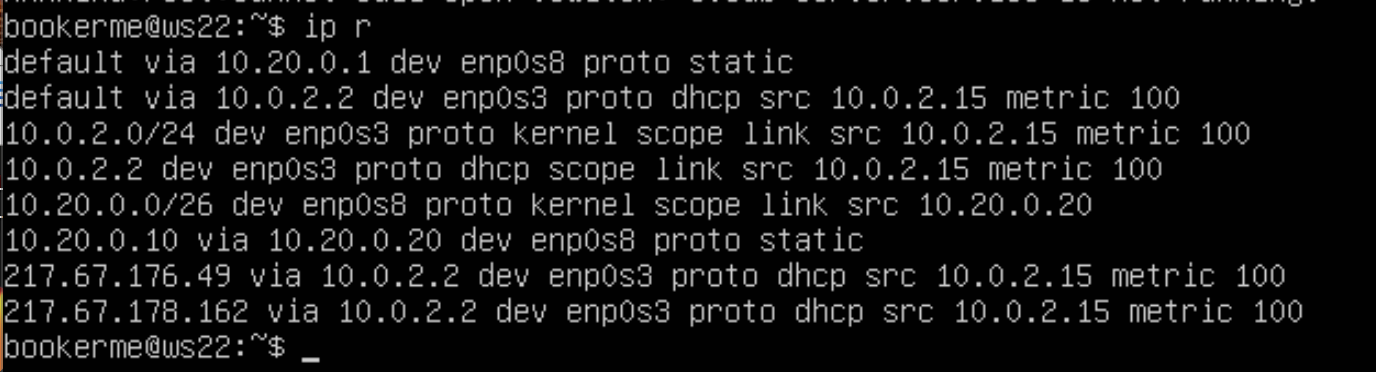 bookerme@ws22:~$ ip r
default via 10.20.0.1 dev enp0s8 proto static
default via 10.0.2.2 dev enp0s3 proto dhcp src 10.0.2.15 metric 100
10.0.2.0/24 dev enp0s3 proto kernel scope link src 10.0.2.15 metric 100
10.0.2.2 dev enp0s3 proto dhcp scope link src 10.0.2.15 metric 100
10.20.0.0/26 dev enp0s8 proto kernel scope link src 10.20.0.20
10.20.0.10 via 10.20.0.20 dev enp0s8 proto static
217.67.176.49 via 10.0.2.2 dev enp0s3 proto dhcp src 10.0.2.15 metric 100
217.67.178.162 via 10.0.2.2 dev enp0s3 proto dhcp src 10.0.2.15 metric 100
bookerme@ws22:~$ _